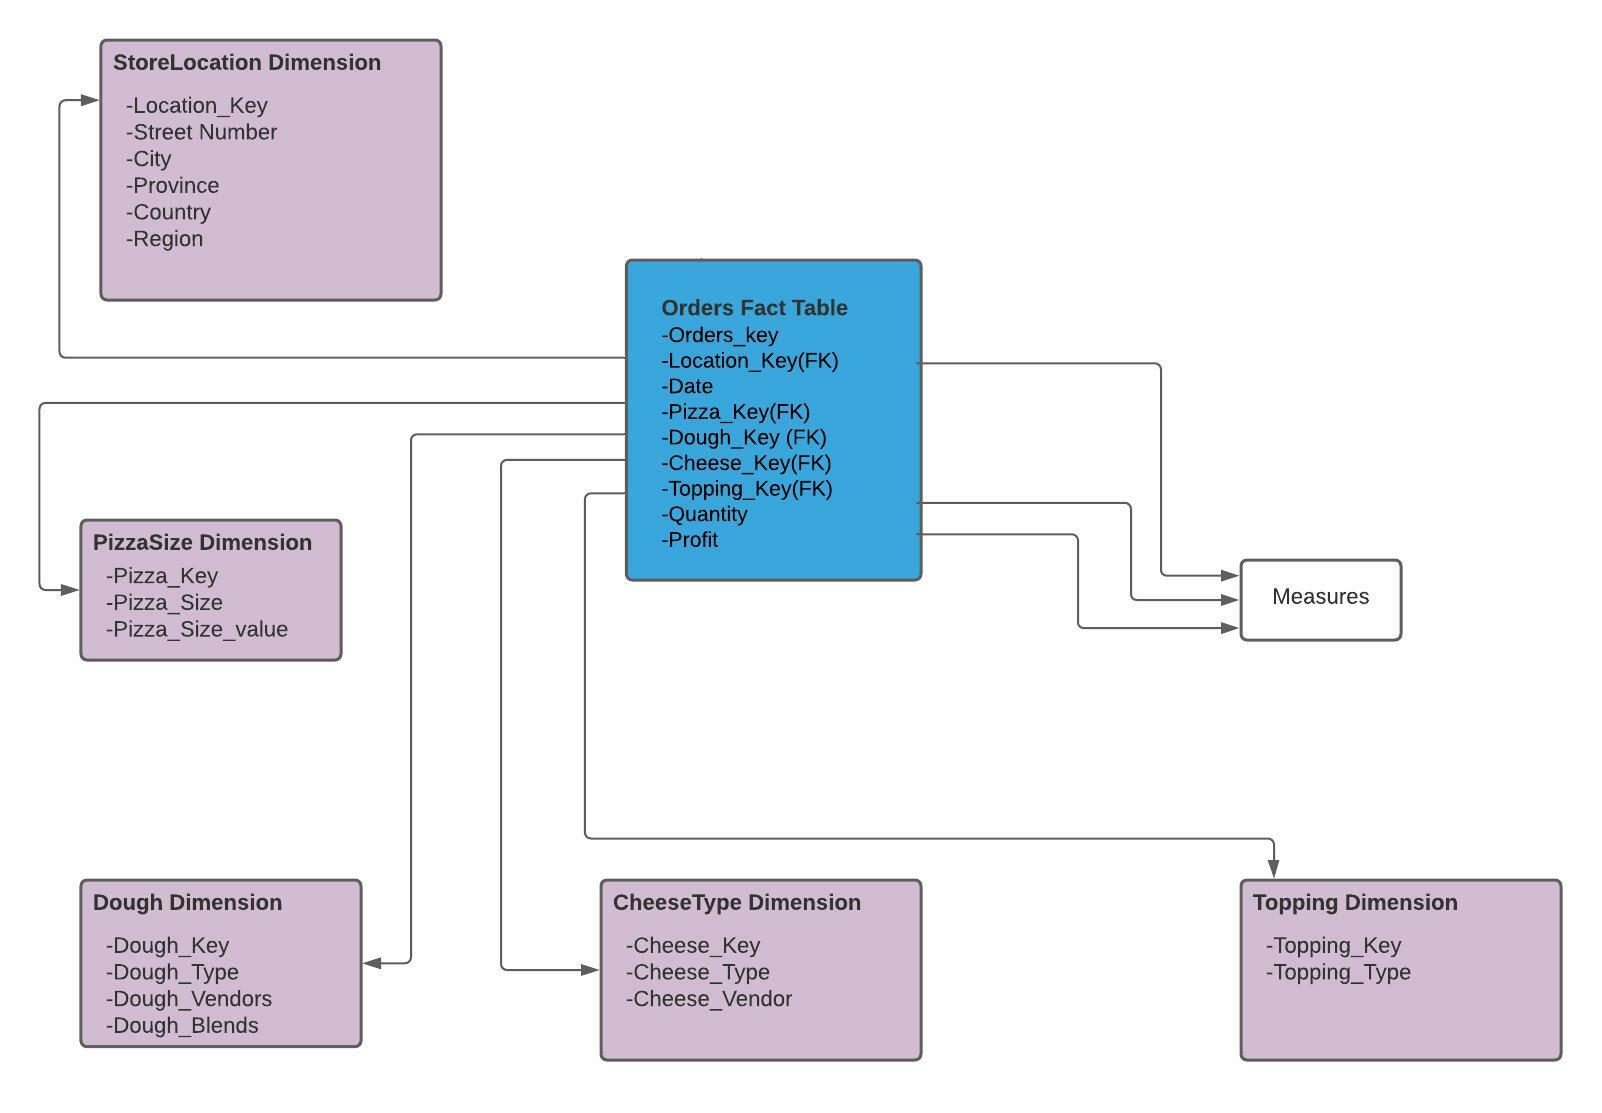 StoreLocation Dimension
-Location_Key
-Street Number
-City
-Province
-Country
-Region
Orders Fact Table
-Orders_key
-Location_Key(FK)
-Date
-Pizza_Key(FK)
-Dough_Key (FK)
-Cheese_Key(FK)
-Topping_Key(FK)
-Quantity
-Profit
PizzaSize Dimension
-Pizza_Key
-Pizza_Size
-Pizza_Size_value
Measures
Dough Dimension
-Dough_Key
-Dough_Type
-Dough_Vendors
-Dough_Blends
CheeseType Dimension
-Cheese_Key
-Cheese_Type
-Cheese_Vendor
Topping Dimension
-Topping_Key
-Topping_Type